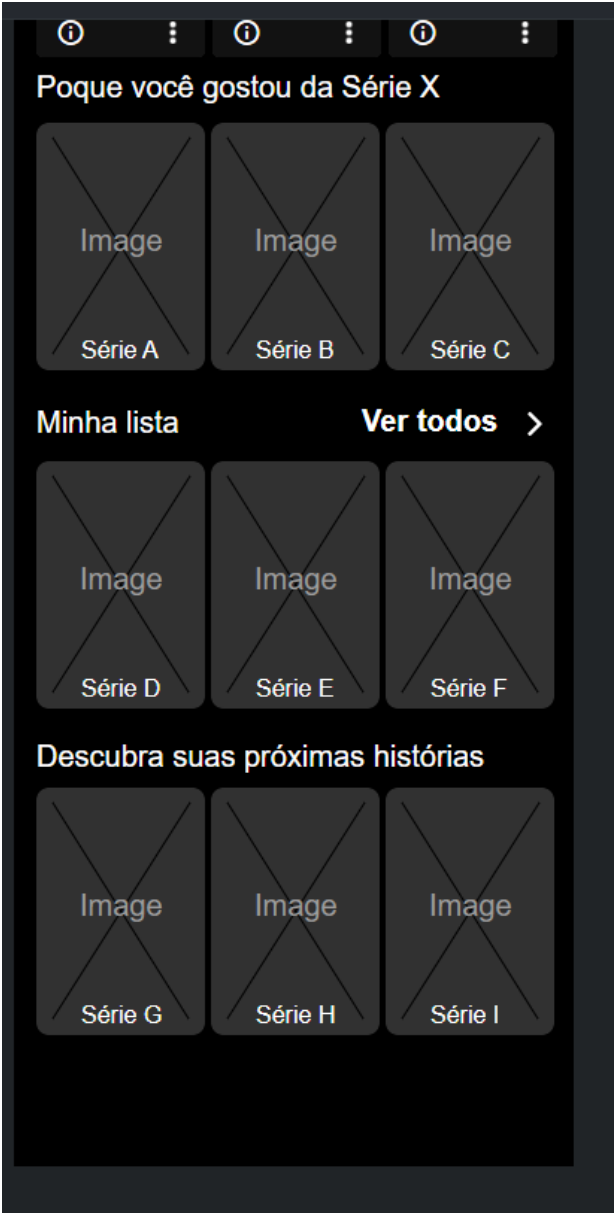 Poque você gostou da Série X
Image Image Image
Série A Série B Série C
Minha lista Ver todos
Image Image Image
Série D Série E Série F
Descubra suas próximas histórias
Image Image Image
Série G Série H Série I